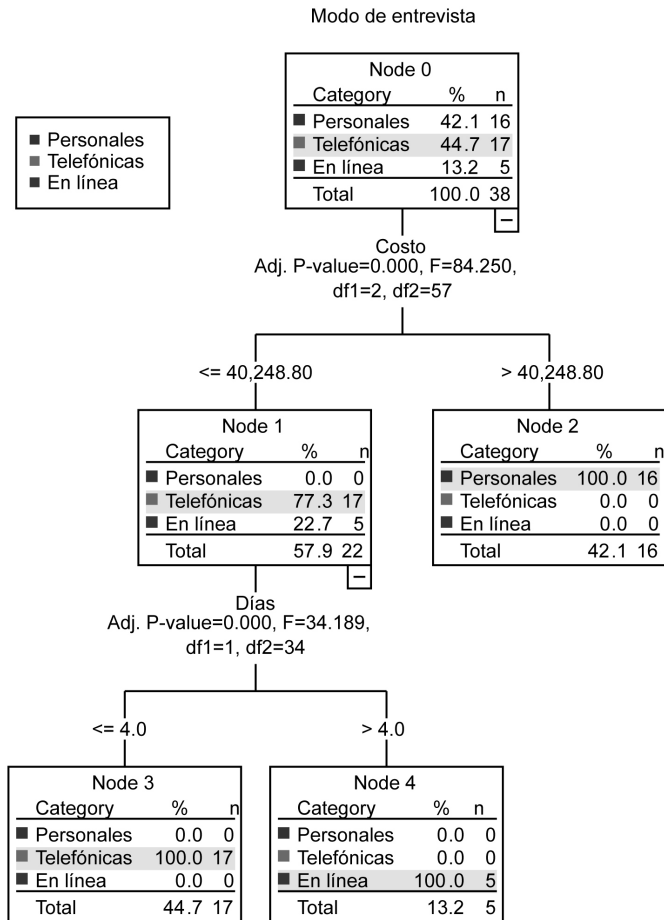 Modo de entrevista
Node 0
Category % n
Personales 42.1 16
Telefónicas 44.7 17
En línea 13.2 5
Total 100.0 38
Personales
Telefónicas
En línea
Costo
Adj. P-value=0.000, F=84.250,
df1=2, df2=57
<= 40,248.80
> 40,248.80
Node 1
Category % n
Personales 0.0 0
Telefónicas 77.3 17
En línea 22.7 5
Total 57.9 22
Node 2
Category % n
Personales 100.0 16
Telefónicas 0.0 0
En línea 0.0 0
Total 42.1 16
Días
Adj. P-value=0.000, F=34.189,
df1=1, df2=34
<= 4.0
> 4.0
Node 3
Category % n
Personales 0.0 0
Telefónicas 100.0 17
En línea 0.0 0
Total 44.7 17
Node 4
Category % n
Personales 0.0 0
Telefónicas 0.0 0
En línea 100.0 5
Total 13.2 5